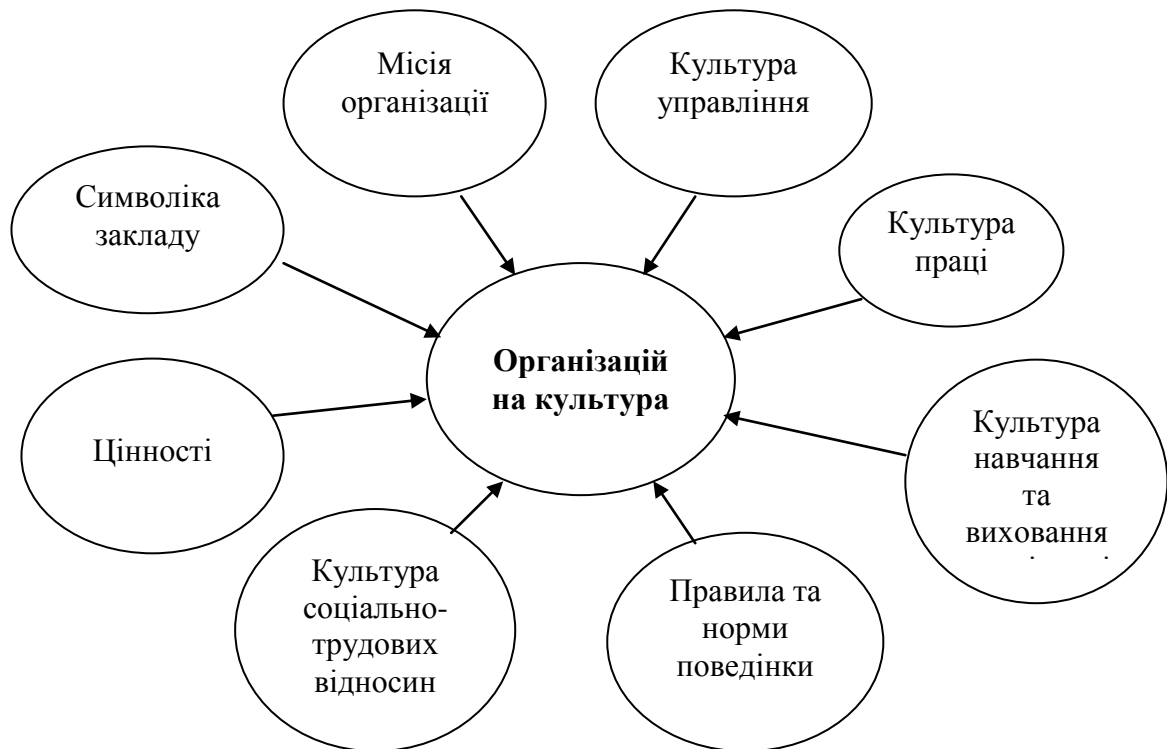 Місія
організації
Культура
управління
Символіка
закладу
Культура
праці
Організацій
на культура
Цінності
Культура
навчання
та
виховання
Культура
соціально-
трудових
відносин
Правила та
норми
поведінки